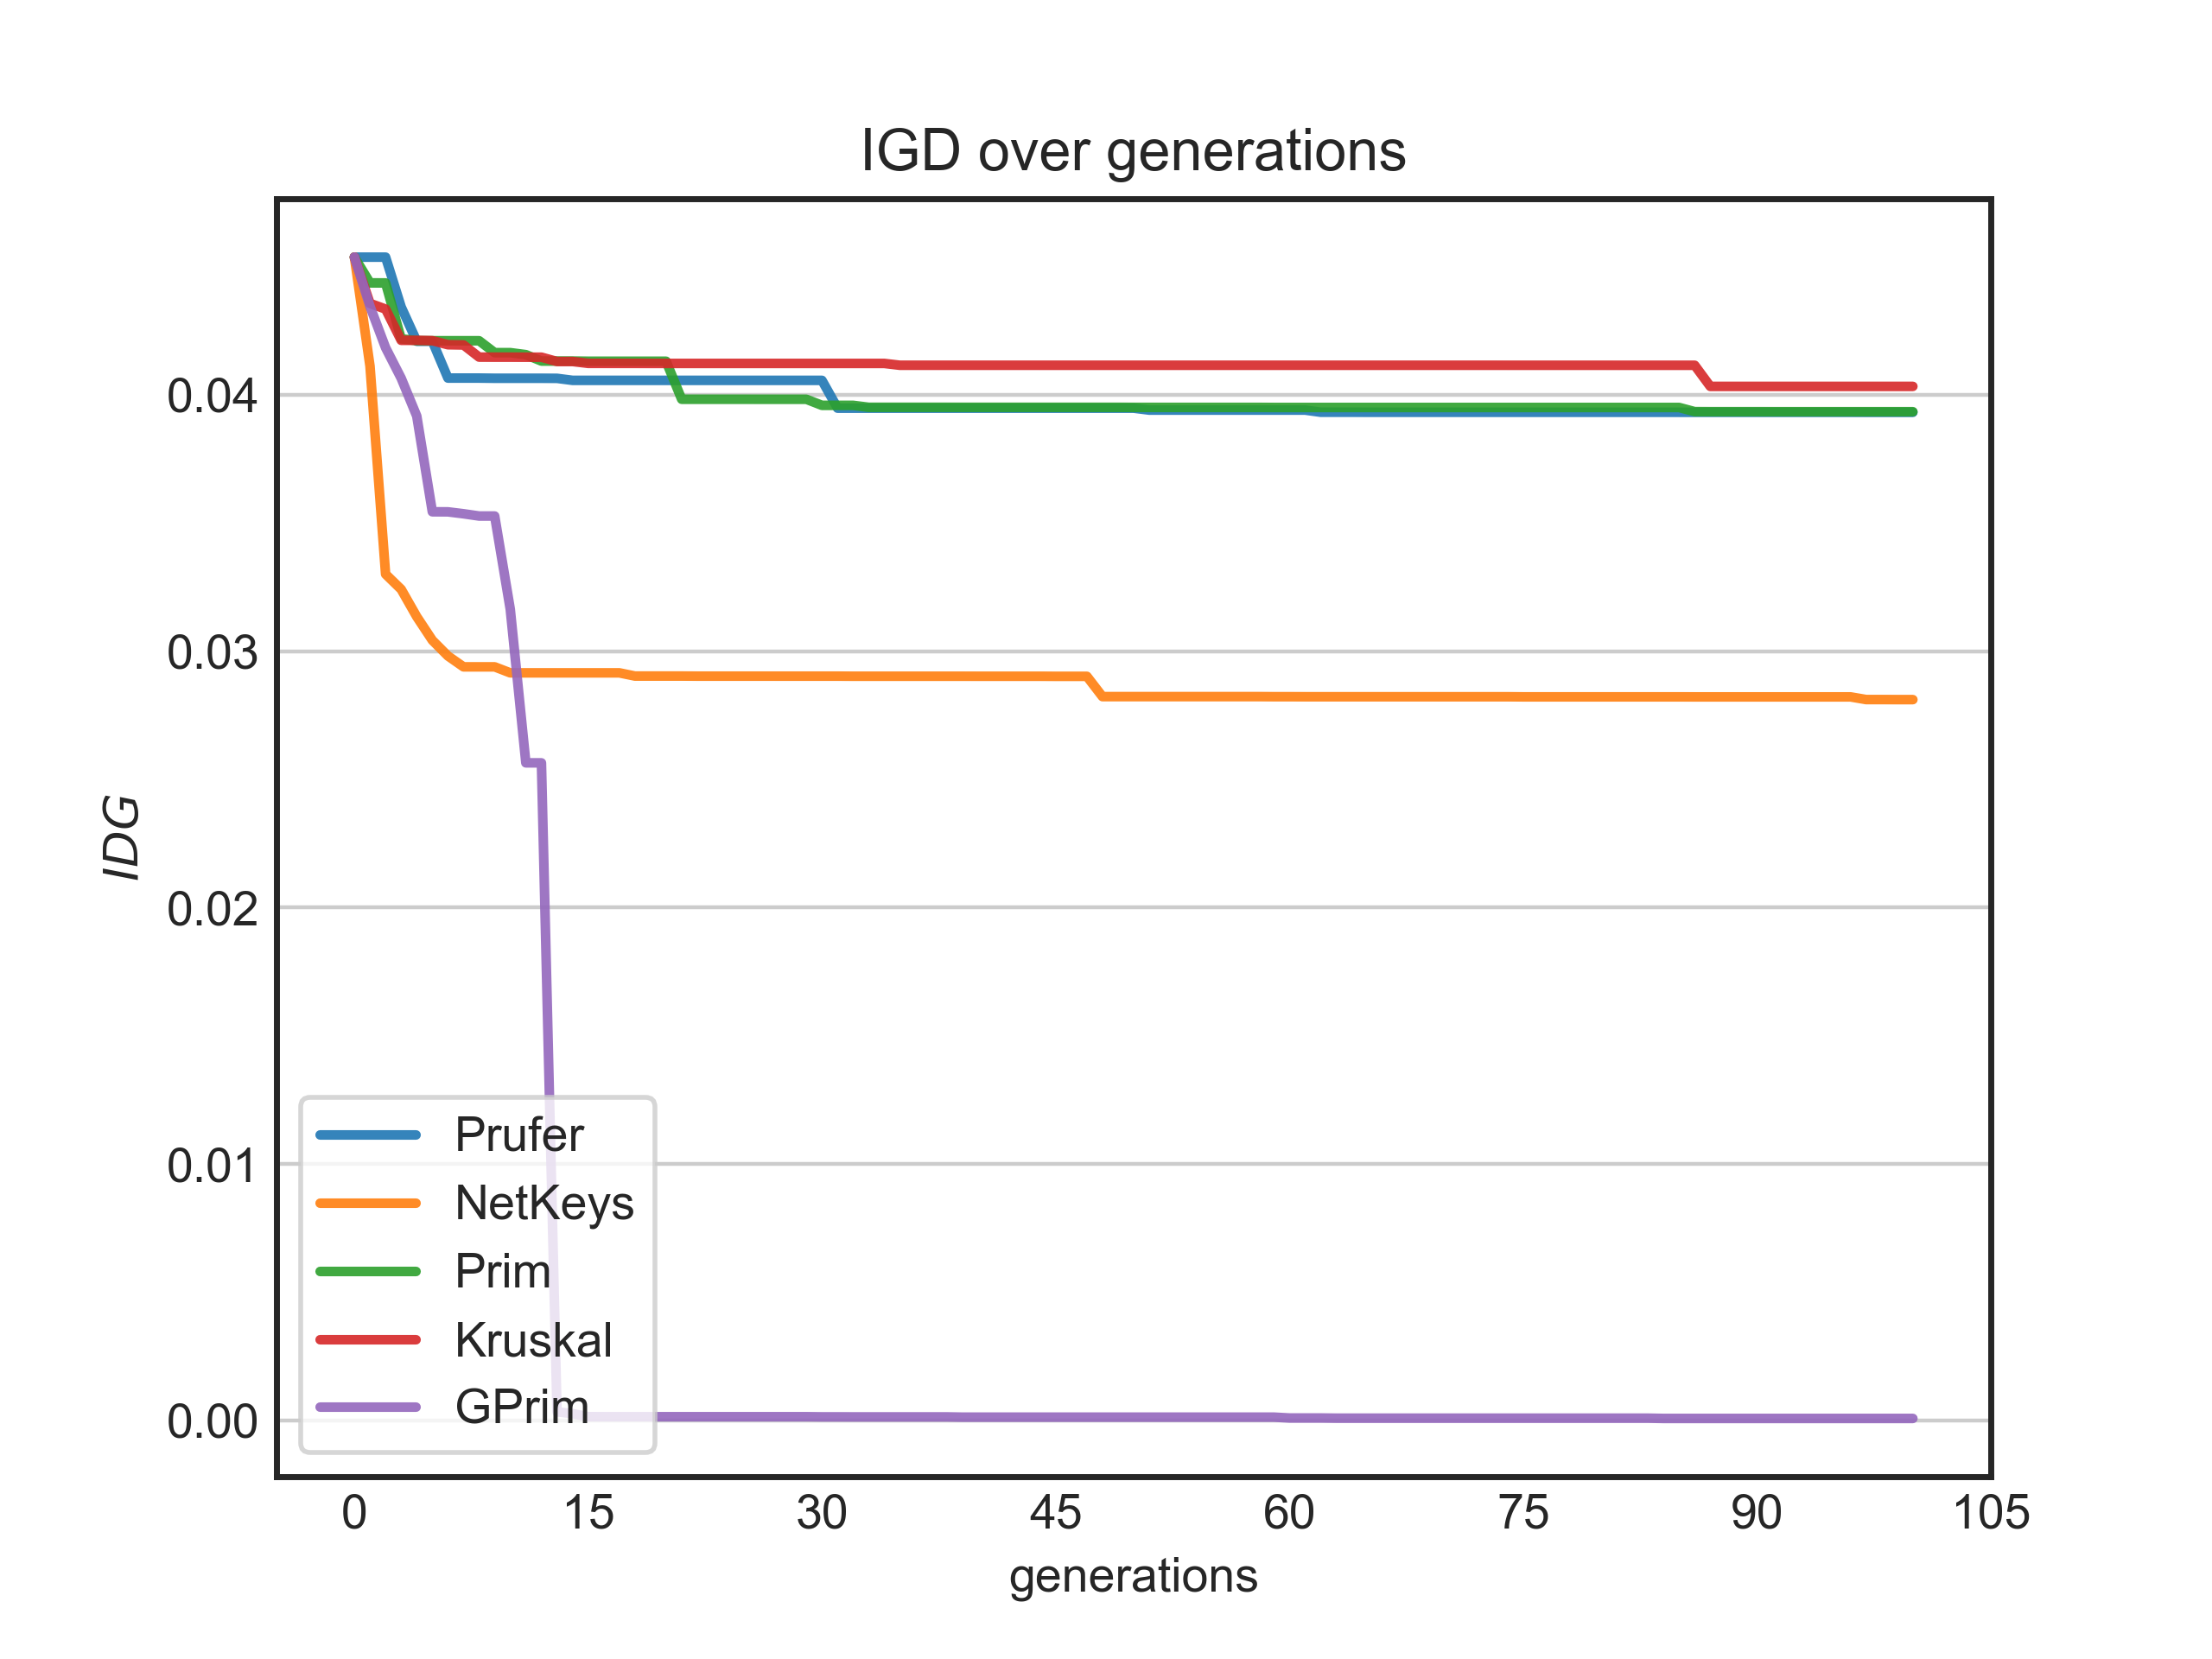 IGD over generations
IDG
0.04
0.03
0.02
0.01
0.00
Prufer
NetKeys
Prim
Kruskal
GPrim
0 15 30 45 60 75 90 105
generations